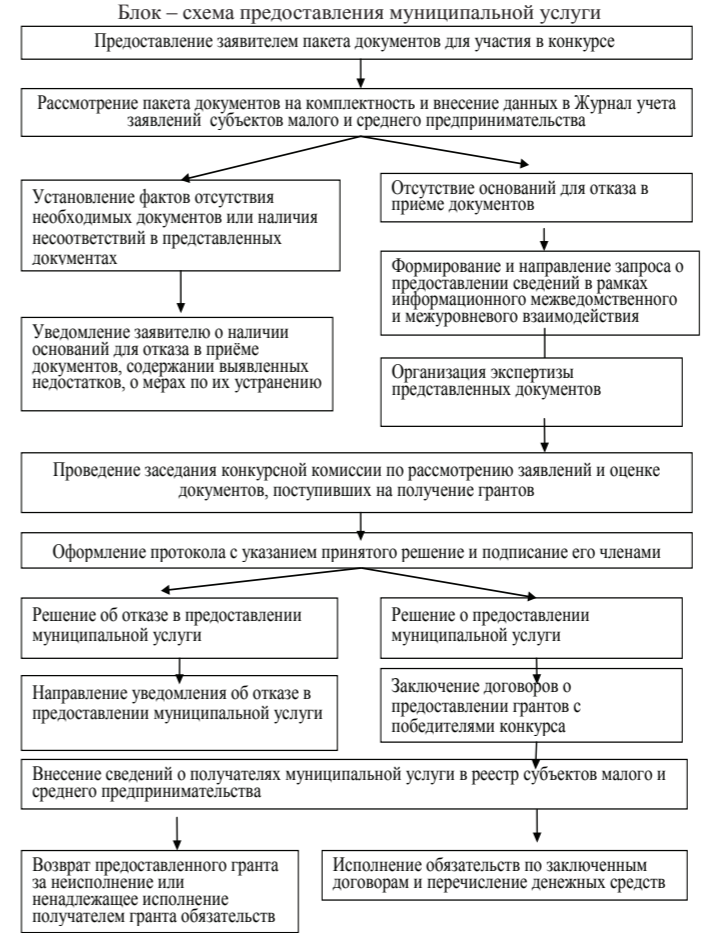 Блок – схема предоставления муниципальной услуги
Предоставление заявителем пакета документов для участия в конкурсе
Рассмотрение пакета документов на комплектность и внесение данных в Журнал учета
заявлений субъектов малого и среднего предпринимательства
Установление фактов отсутствия
необходимых документов или наличия
несоответствий в представленных
документах
Отсутствие оснований для отказа в
приёме документов
Формирование и направление запроса о
предоставлении сведений в рамках
информационного межведомственного
и межуровневого взаимодействия
Уведомление заявителю о наличии
оснований для отказа в приёме
документов, содержании выявленных
недостатков, о мерах по их устранению
Организация экспертизы
представленных документов
Проведение заседания конкурсной комиссии по рассмотрению заявлений и оценке
документов, поступивших на получение грантов
Оформление протокола с указанием принятого решение и подписание его членами
Решение об отказе в предоставлении
муниципальной услуги
Решение о предоставлении
муниципальной услуги
Направление уведомления об отказе в
предоставлении муниципальной услуги
Заключение договоров о
предоставлении грантов с
победителями конкурса
Внесение сведений о получателях муниципальной услуги в реестр субъектов малого и
среднего предпринимательства
Возврат предоставленного гранта
за неисполнение или
ненадлежащее исполнение
получателем гранта обязательств
Исполнение обязательств по заключенным
договорам и перечисление денежных средств